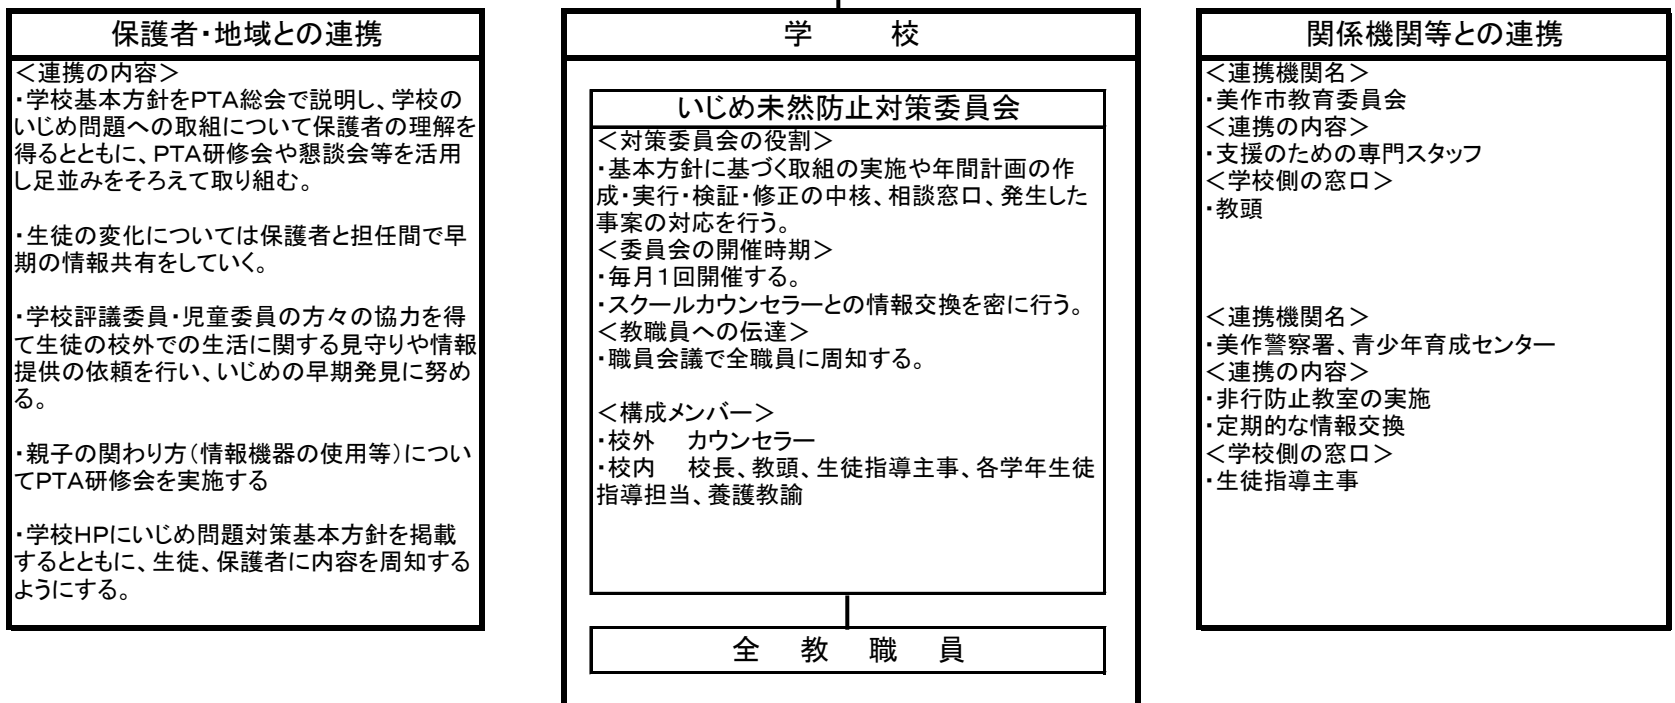 保護者・地域との連携
＜連携の内容＞
・学校基本方針をPTA総会で説明し、学校の
いじめ問題への取組について保護者の理解を
得るとともに、PTA研修会や懇談会等を活用
し足並みをそろえて取り組む。
・生徒の変化については保護者と担任間で早
期の情報共有をしていく。
・学校評議委員・児童委員の方々の協力を得
て生徒の校外での生活に関する見守りや情報
提供の依頼を行い、いじめの早期発見に努め
る。
・親子の関わり方（情報機器の使用等）につい
てPTA研修会を実施する
・学校HPにいじめ問題対策基本方針を掲載
するとともに、生徒、保護者に内容を周知する
ようにする。
学　　校
いじめ未然防止対策委員会
＜対策委員会の役割＞
・基本方針に基づく取組の実施や年間計画の作
成・実行・検証・修正の中核、相談窓口、発生した
事案の対応を行う。
＜委員会の開催時期＞
・毎月１回開催する。
・スクールカウンセラーとの情報交換を密に行う。
＜教職員への伝達＞
・職員会議で全職員に周知する。
＜構成メンバー＞
・校外　カウンセラー
・校内　校長、教頭、生徒指導主事、各学年生徒
指導担当、養護教諭
全　教　職　員
関係機関等との連携
＜連携機関名＞
・美作市教育委員会
＜連携の内容＞
・支援のための専門スタッフ
＜学校側の窓口＞
・教頭
＜連携機関名＞
・美作警察署、青少年育成センター
＜連携の内容＞
・非行防止教室の実施
・定期的な情報交換
＜学校側の窓口＞
・生徒指導主事